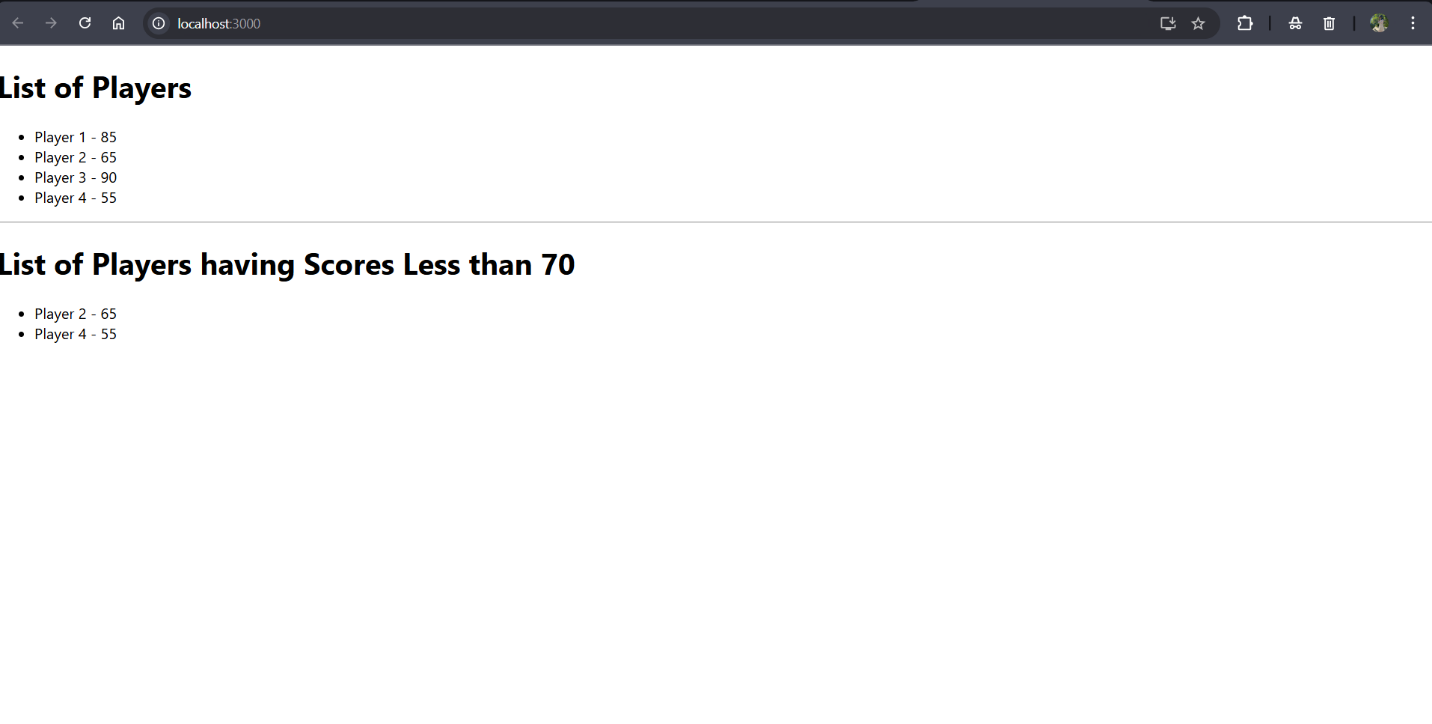 localhost:3000
List of Players
• Player 1 - 85
• Player 2 - 65
• Player 3 - 90
• Player 4 - 55
List of Players having Scores Less than 70
• Player 2 - 65
• Player 4 - 55